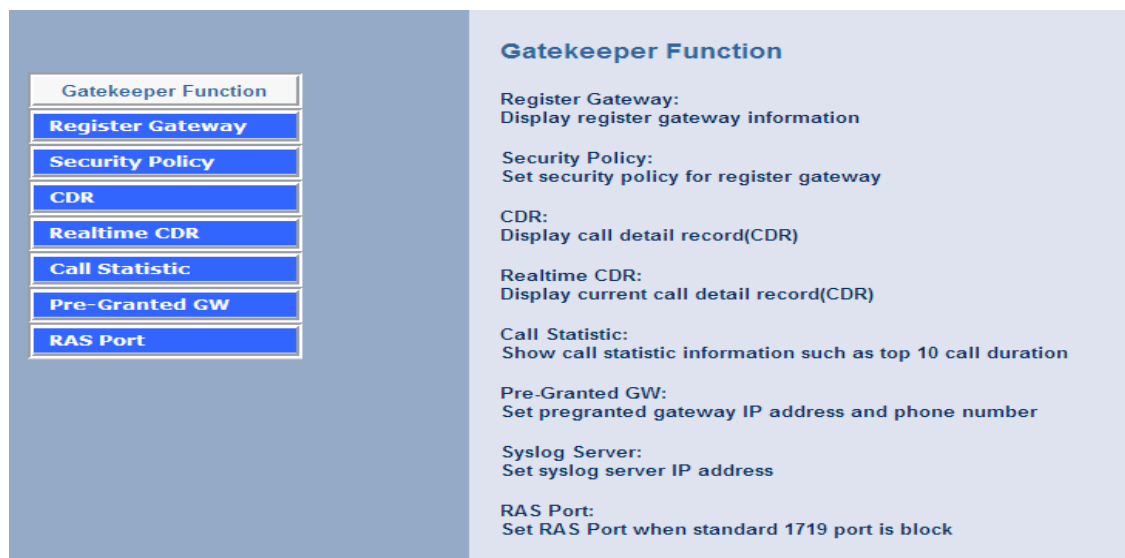 Gatekeeper Function
Register Gateway
Security Policy
CDR
Realtime CDR
Call Statistic
Pre-Granted GW
RAS Port
Gatekeeper Function
Register Gateway:
Display register gateway information
Security Policy:
Set security policy for register gateway
CDR:
Display call detail record(CDR)
Realtime CDR:
Display current call detail record(CDR)
Call Statistic:
Show call statistic information such as top 10 call duration
Pre-Granted GW:
Set pregranted gateway IP address and phone number
Syslog Server:
Set syslog server IP address
RAS Port:
Set RAS Port when standard 1719 port is block